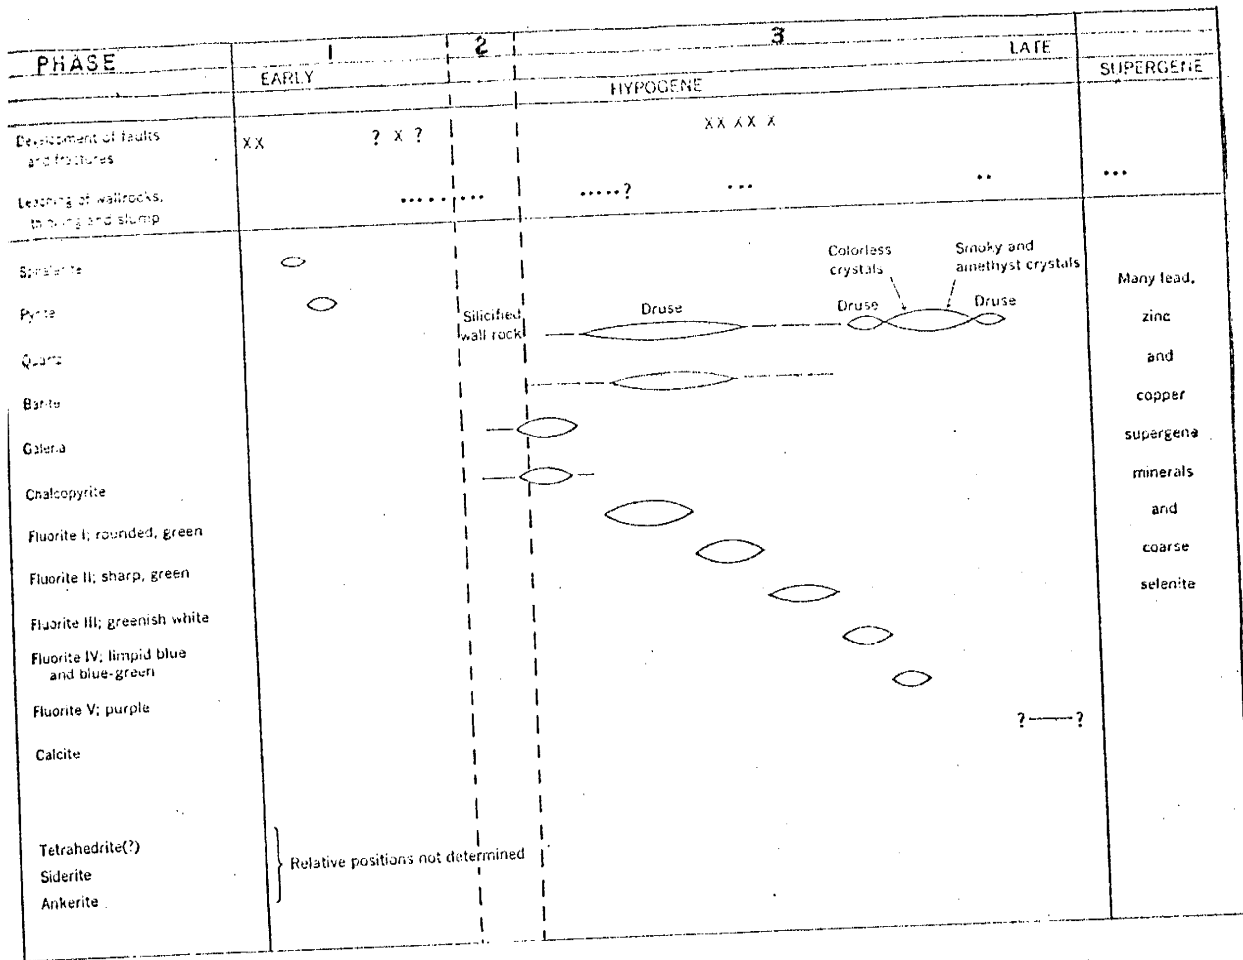 PHASE
1
2
3
EARLY
LATE
HYPOGENE
SUPERGENE
Development of faults
and fractures
XX
? X ?
XX XX X
Leaching of wallrocks,
thinning and slump
?
Sphalerite
Pyrite
Quartz
Silicified
wall rock
Druse
Druse
Colorless
crystals
Smoky and
amethyst crystals
Druse
Barite
Galena
Chalcopyrite
Fluorite I; rounded, green
Fluorite II; sharp, green
Fluorite III; greenish white
Fluorite IV; limpid blue
and blue-green
Fluorite V; purple
Calcite
? ?
Tetrahedrite(?)
Siderite
Ankerite
Relative positions not determined
Many lead,
zinc
and
copper
supergene
minerals
and
coarse
selenite